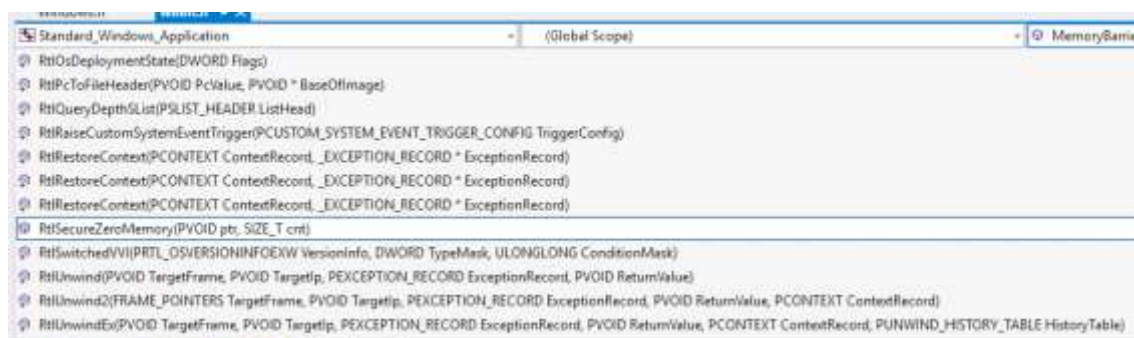 Standard_Windows_Application (Global Scope) MemoryBarrie
RtlOsDeploymentState(DWORD Flags)
RtlPcToFileHeader(PVOID PcValue, PVOID * BaseOfImage)
RtlQueryDepthSList(PSLIST_HEADER ListHead)
RtlRaiseCustomSystemEventTrigger(PCUSTOM_SYSTEM_EVENT_TRIGGER_CONFIG TriggerConfig)
RtlRestoreContext(PCONTEXT ContextRecord, _EXCEPTION_RECORD * ExceptionRecord)
RtlRestoreContext(PCONTEXT ContextRecord, _EXCEPTION_RECORD * ExceptionRecord)
RtlRestoreContext(PCONTEXT ContextRecord, _EXCEPTION_RECORD * ExceptionRecord)
RtlSecureZeroMemory(PVOID ptr, SIZE_T cnt)
RtlSwitchedVVI(PRTL_OSVERSIONINFOEXW VersionInfo, DWORD TypeMask, ULONGLONG ConditionMask)
RtlUnwind(PVOID TargetFrame, PVOID TargetIp, PEXCEPTION_RECORD ExceptionRecord, PVOID ReturnValue)
RtlUnwind2(FRAME_POINTERS TargetFrame, PVOID TargetIp, PEXCEPTION_RECORD ExceptionRecord, PVOID ReturnValue, PCONTEXT ContextRecord)
RtlUnwindEx(PVOID TargetFrame, PVOID TargetIp, PEXCEPTION_RECORD ExceptionRecord, PVOID ReturnValue, PCONTEXT ContextRecord, PUNWIND_HISTORY_TABLE HistoryTable)